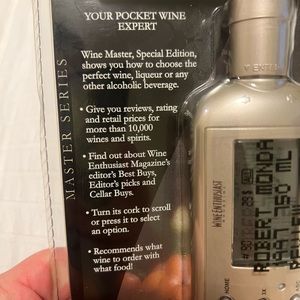 YOUR POCKET WINE
EXPERT
Wine Master, Special Edition,
shows you how to choose the
perfect wine, liqueur or any
other alcoholic beverage.
• Give you reviews, rating
and retail prices for
more than 10,000
wines and spirits.
• Find out about Wine
Enthusiast Magazine's
editor's Best Buys,
Editor's picks and
Cellar Buys.
• Turn its cork to scroll
or press it to select
an option.
• Recommends what
wine to order with
what food!
MASTER SERIES
WINE ENTHUSIAST
ROBERT MONDA
1997 750 ML
HOME